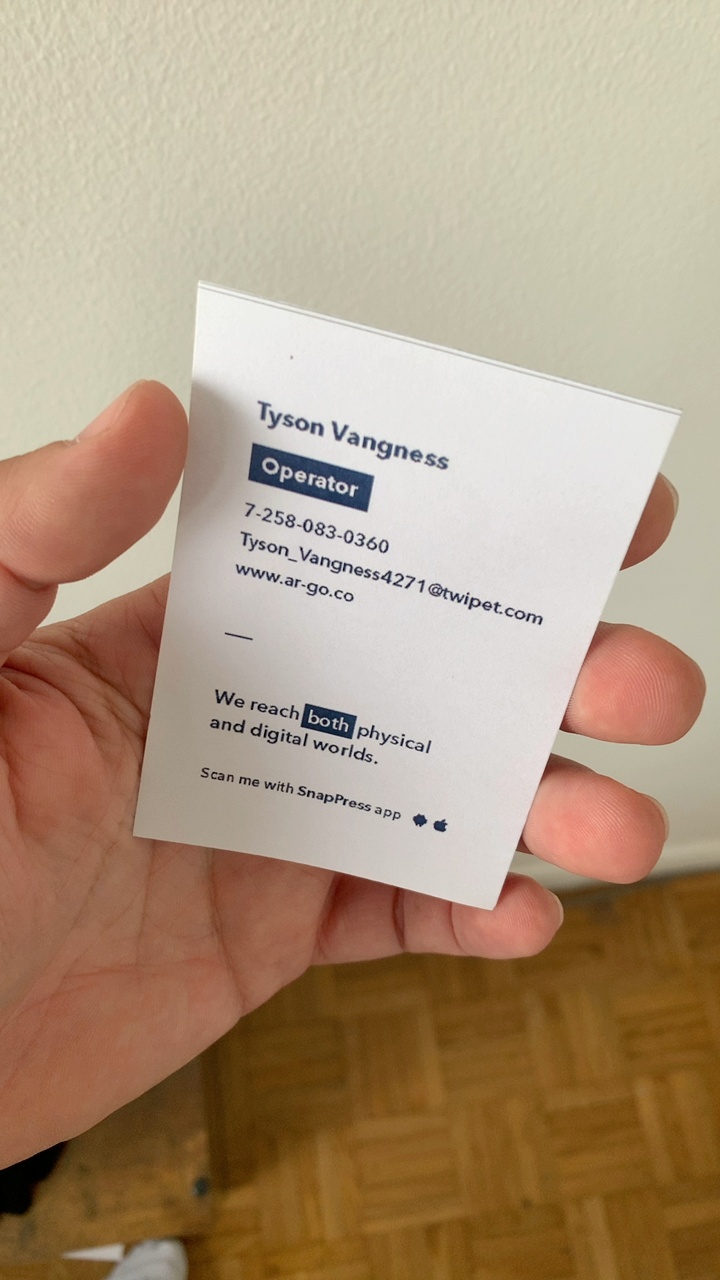 Tyson Vangness
Operator
7-258-083-0360
Tyson_Vangness4271@twipet.com
www.ar-go.co
We reach both physical
and digital worlds.
Scan me with SnapPress app